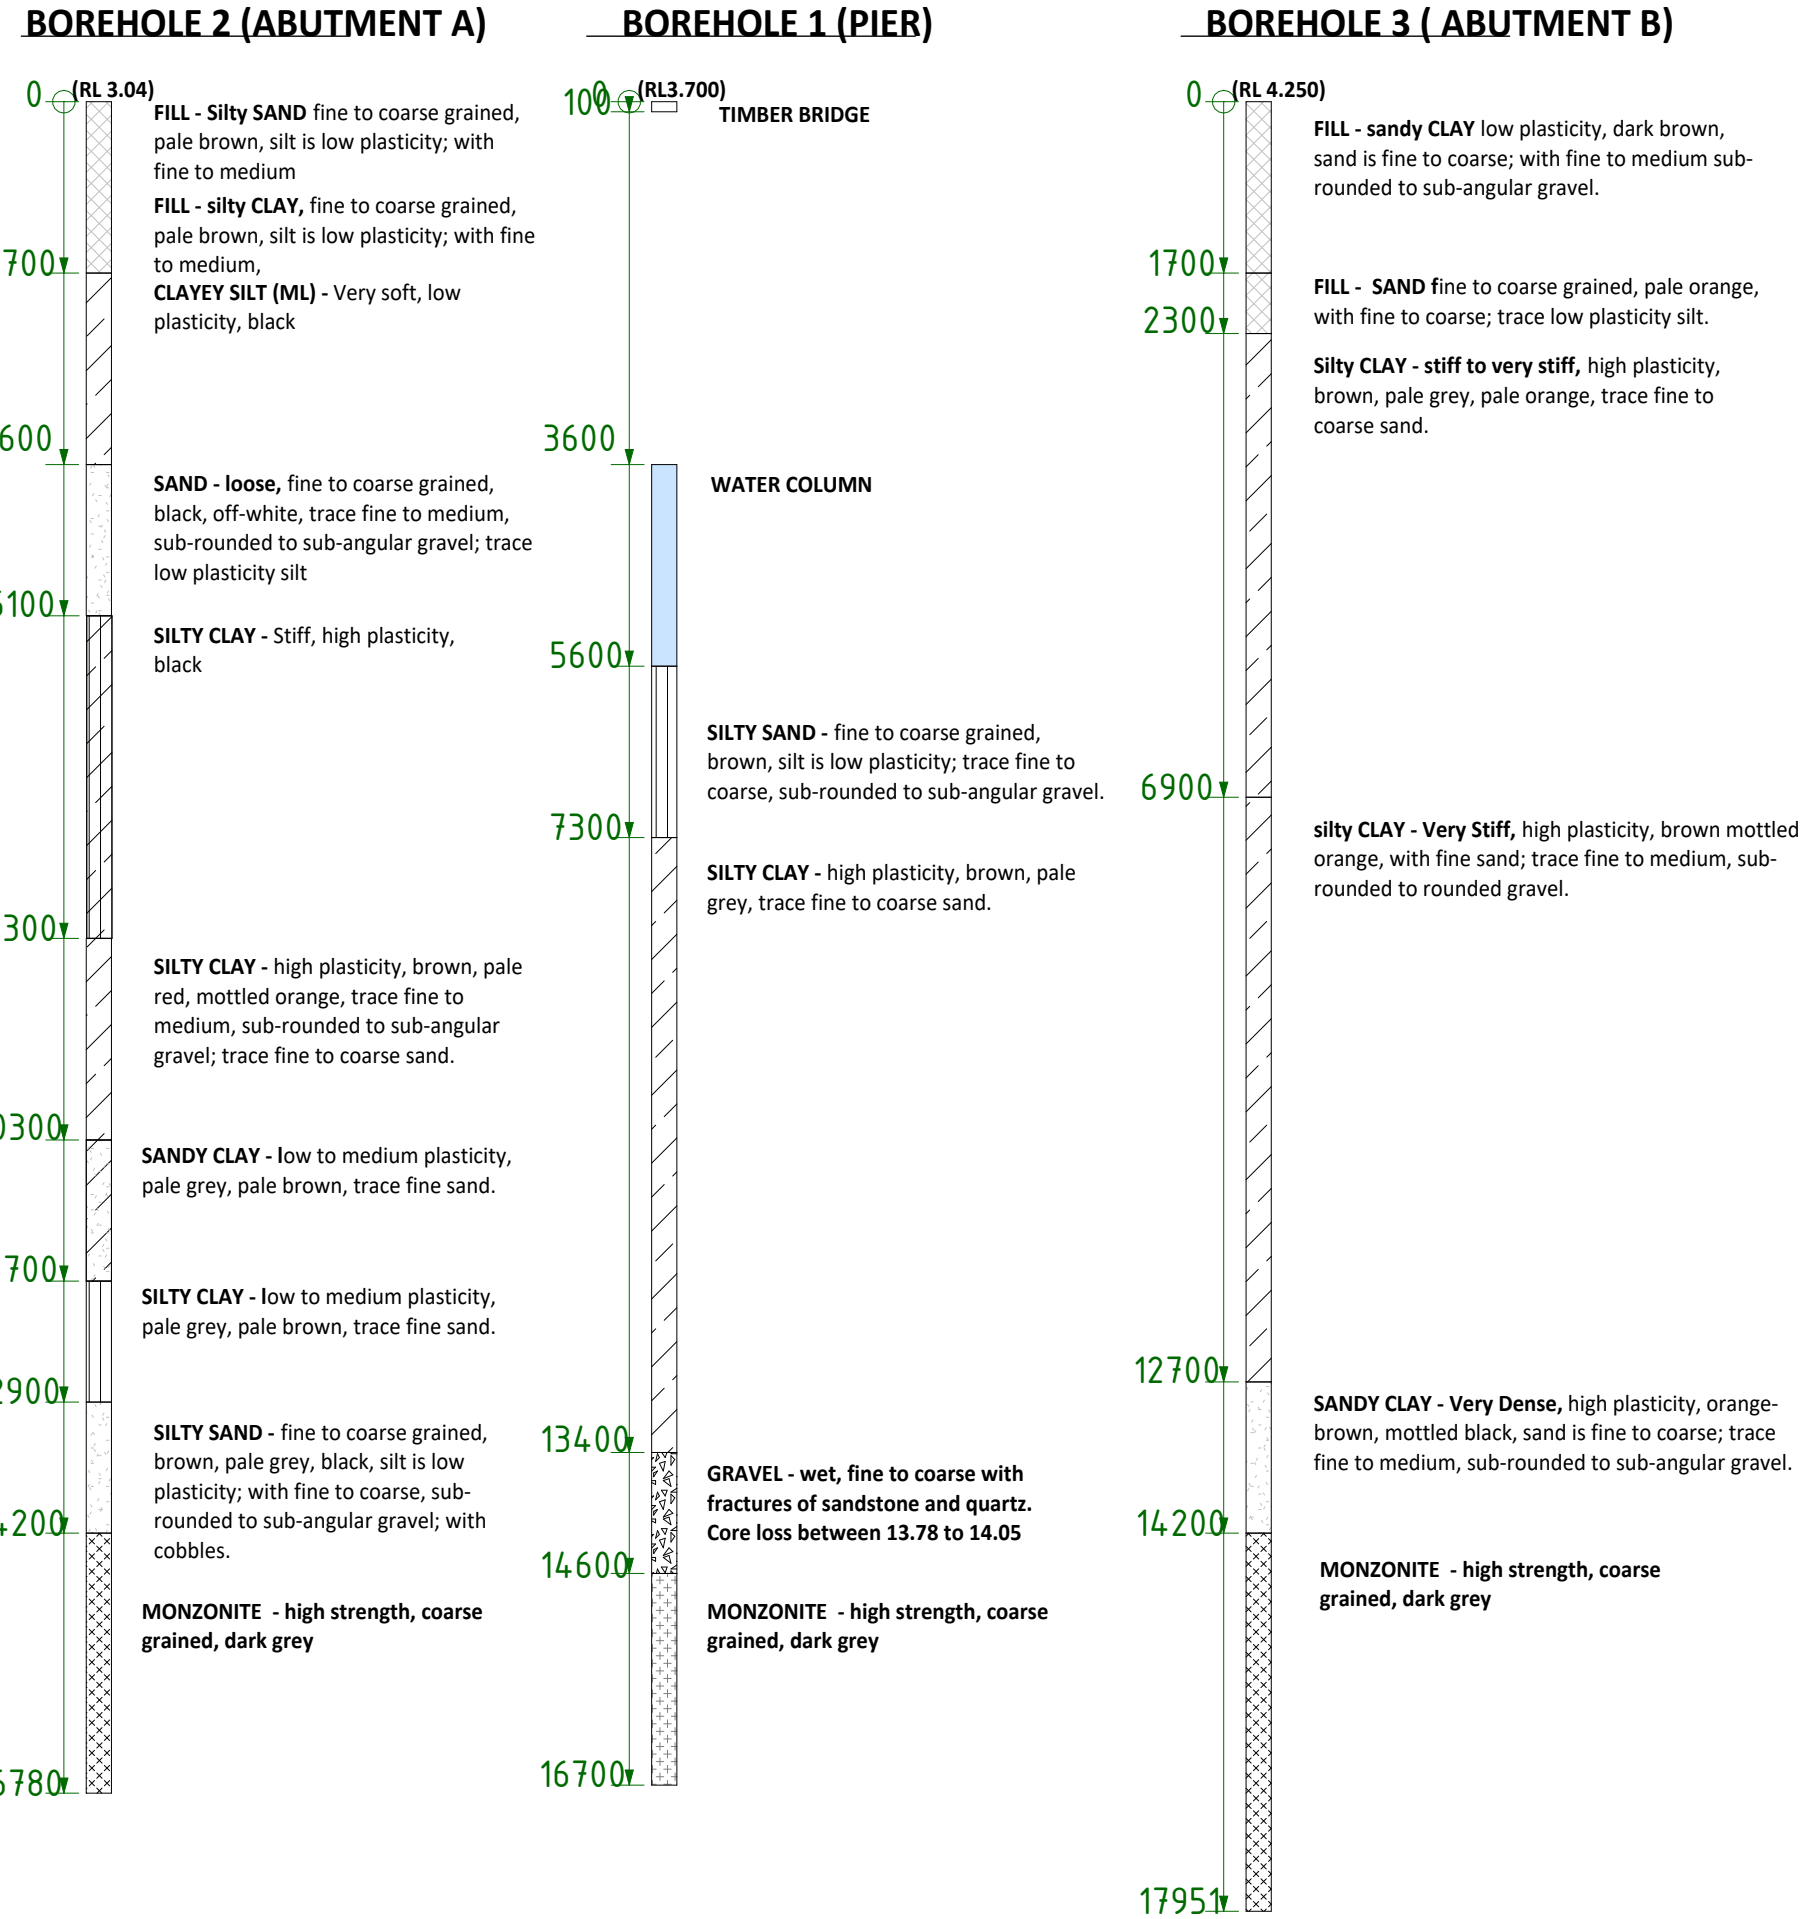 BOREHOLE 2 (ABUTMENT A)
(RL 3.04)
0
FILL - Silty SAND fine to coarse grained,
pale brown, silt is low plasticity; with
fine to medium
FILL - silty CLAY, fine to coarse grained,
pale brown, silt is low plasticity; with fine
to medium,
700
CLAYEY SILT (ML) - Very soft, low
plasticity, black
600
SAND - loose, fine to coarse grained,
black, off-white, trace fine to medium,
sub-rounded to sub-angular gravel; trace
low plasticity silt
5100
SILTY CLAY - Stiff, high plasticity,
black
300
SILTY CLAY - high plasticity, brown, pale
red, mottled orange, trace fine to
medium, sub-rounded to sub-angular
gravel; trace fine to coarse sand.
0300
SANDY CLAY - low to medium plasticity,
pale grey, pale brown, trace fine sand.
700
SILTY CLAY - low to medium plasticity,
pale grey, pale brown, trace fine sand.
2900
SILTY SAND - fine to coarse grained,
brown, pale grey, black, silt is low
plasticity; with fine to coarse, sub-
rounded to sub-angular gravel; with
cobbles.
4200
MONZONITE - high strength, coarse
grained, dark grey
6780
BOREHOLE 1 (PIER)
(RL3.700)
0
100
TIMBER BRIDGE
3600
WATER COLUMN
5600
SILTY SAND - fine to coarse grained,
brown, silt is low plasticity; trace fine to
coarse, sub-rounded to sub-angular gravel.
7300
SILTY CLAY - high plasticity, brown, pale
grey, trace fine to coarse sand.
13400
GRAVEL - wet, fine to coarse with
fractures of sandstone and quartz.
Core loss between 13.78 to 14.05
14600
MONZONITE - high strength, coarse
grained, dark grey
16700
BOREHOLE 3 ( ABUTMENT B)
(RL 4.250)
0
FILL - sandy CLAY low plasticity, dark brown,
sand is fine to coarse; with fine to medium sub-
rounded to sub-angular gravel.
1700
FILL - SAND fine to coarse grained, pale orange,
with fine to coarse; trace low plasticity silt.
2300
Silty CLAY - stiff to very stiff, high plasticity,
brown, pale grey, pale orange, trace fine to
coarse sand.
6900
silty CLAY - Very Stiff, high plasticity, brown mottled
orange, with fine sand; trace fine to medium, sub-
rounded to rounded gravel.
12700
SANDY CLAY - Very Dense, high plasticity, orange-
brown, mottled black, sand is fine to coarse; trace
fine to medium, sub-rounded to sub-angular gravel.
14200
MONZONITE - high strength, coarse
grained, dark grey
17951